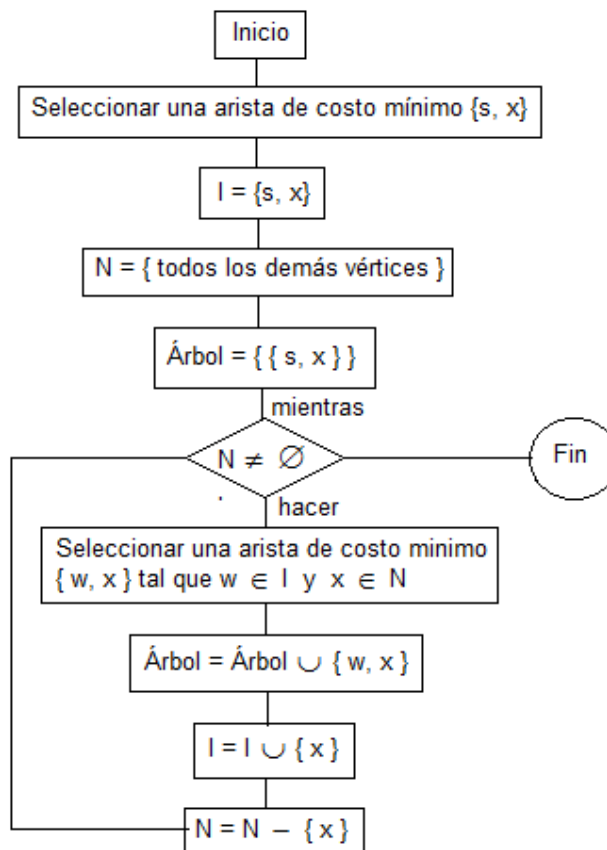 Inicio
Seleccionar una arista de costo mínimo {s, x}
I = {s, x}
N = { todos los demás vértices }
Árbol = { { s, x } }
mientras
N ≠ ∅
Fin
hacer
Seleccionar una arista de costo minimo
{ w, x } tal que w ∈ I y x ∈ N
Árbol = Árbol ∪ { w, x }
I = I ∪ { x }
N = N − { x }